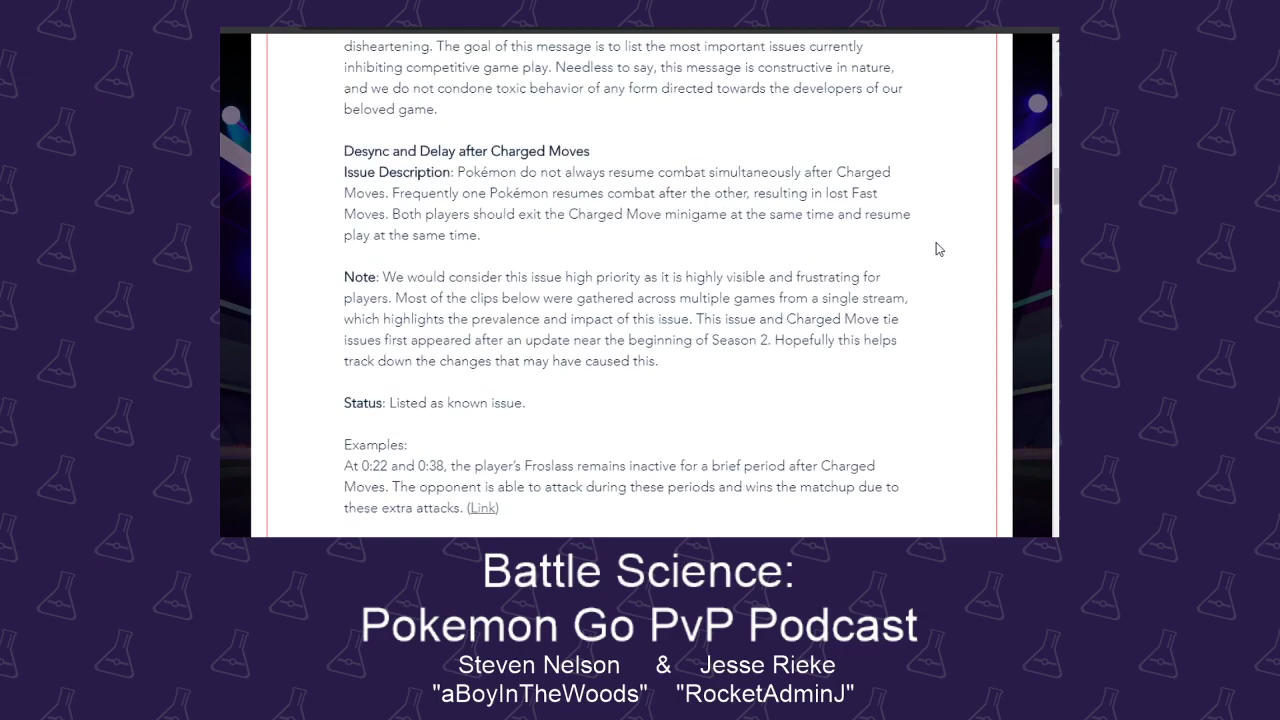 disheartening. The goal of this message is to list the most important issues currently
inhibiting competitive game play. Needless to say, this message is constructive in nature,
and we do not condone toxic behavior of any form directed towards the developers of our
beloved game.
Desync and Delay after Charged Moves
Issue Description: Pokémon do not always resume combat simultaneously after Charged
Moves. Frequently one Pokémon resumes combat after the other, resulting in lost Fast
Moves. Both players should exit the Charged Move minigame at the same time and resume
play at the same time.
Note: We would consider this issue high priority as it is highly visible and frustrating for
players. Most of the clips below were gathered across multiple games from a single stream,
which highlights the prevalence and impact of this issue. This issue and Charged Move tie
issues first appeared after an update near the beginning of Season 2. Hopefully this helps
track down the changes that may have caused this.
Status: Listed as known issue.
Examples:
At 0:22 and 0:38, the player's Froslass remains inactive for a brief period after Charged
Moves. The opponent is able to attack during these periods and wins the matchup due to
these extra attacks. (Link)
Battle Science:
Pokemon Go PvP Podcast
Steven Nelson & Jesse Rieke
"aBoyInTheWoods" "RocketAdminJ"